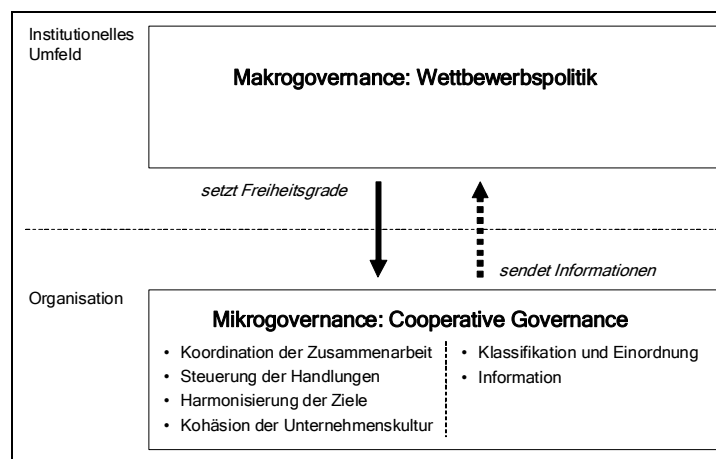 Institutionelles
Umfeld
Makrogovernance: Wettbewerbspolitik
setzt Freiheitsgrade
sendet Informationen
Organisation
Mikrogovernance: Cooperative Governance
• Koordination der Zusammenarbeit
• Steuerung der Handlungen
• Harmonisierung der Ziele
• Kohäsion der Unternehmenskultur
• Klassifikation und Einordnung
• Information